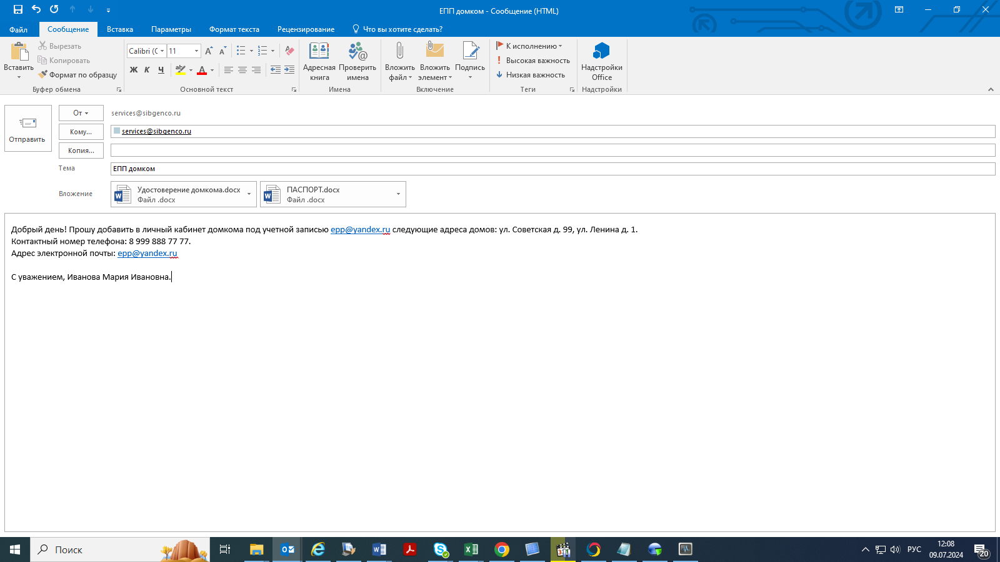 ЕПП домком - Сообщение (HTML)
Файл Сообщение Вставка Параметры Формат текста Рецензирование Что вы хотите сделать?
Вставить
Вырезать
Копировать
Формат по образцу
Буфер обмена
Calibri (С 11
Ж К Ч
Основной текст
Адресная книга
Проверить имена
Имена
Вложить файл
Вложить элемент
Подпись
Включение
К исполнению
Высокая важность
Низкая важность
Теги
Надстройки Office
Надстройки
Отправить
От services@sibgenco.ru
Кому... services@sibgenco.ru
Копия...
Тема ЕПП домком
Вложение
Удостоверение домкома.docx
Файл .docx
ПАСПОРТ.docx
Файл .docx
Добрый день! Прошу добавить в личный кабинет домкома под учетной записью epp@yandex.ru следующие адреса домов: ул. Советская д. 99, ул. Ленина д. 1.
Контактный номер телефона: 8 999 888 77 77.
Адрес электронной почты: epp@yandex.ru
С уважением, Иванова Мария Ивановна.
Поиск
РУС
12:08
09.07.2024
20